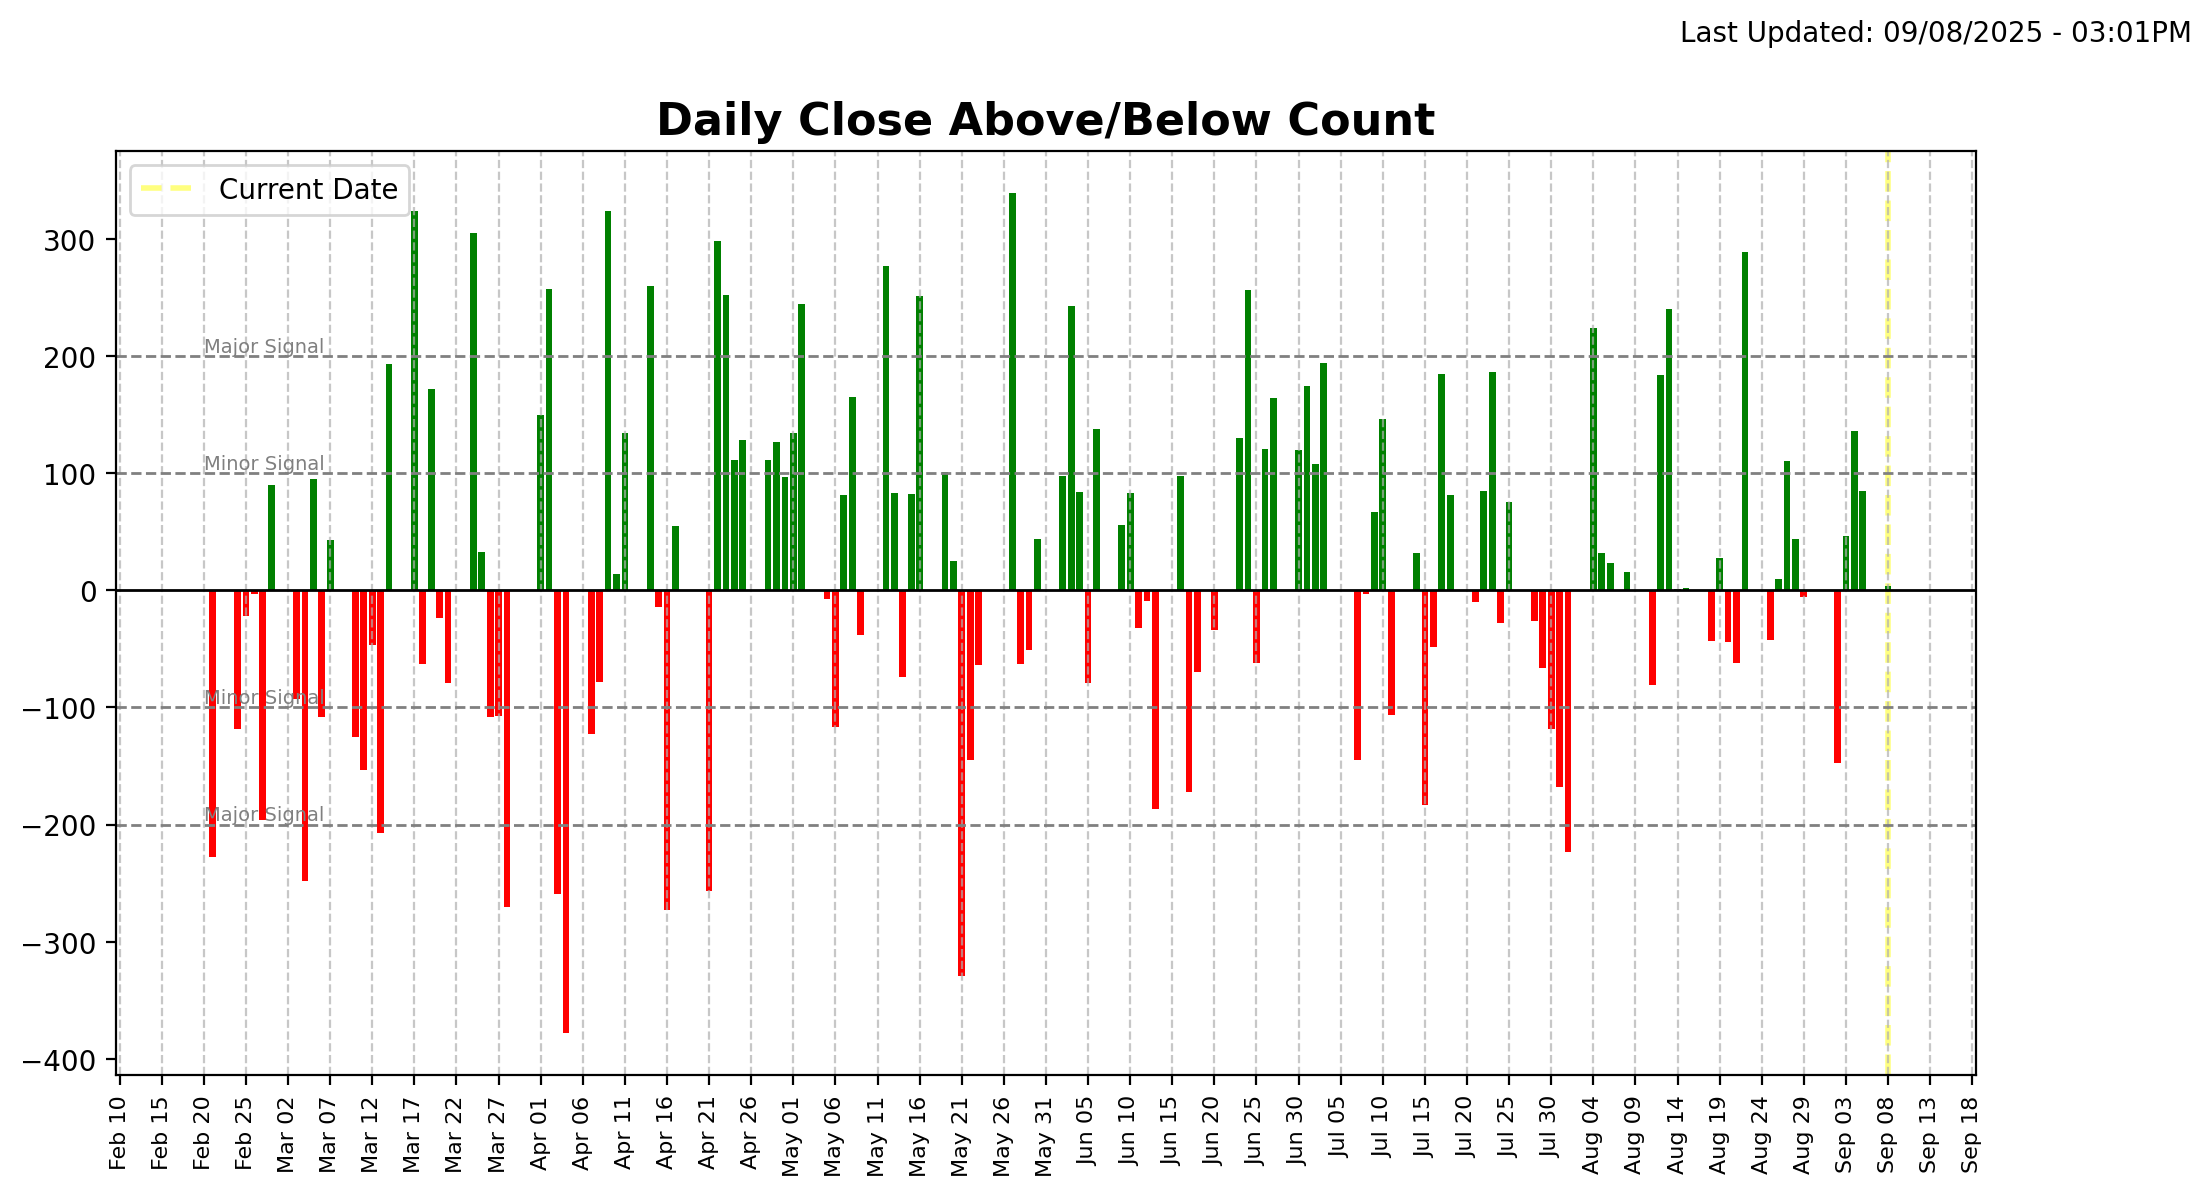 Last Updated: 09/08/2025 - 03:01PM
Daily Close Above/Below Count
Current Date
300
200
100
0
−100
−200
−300
−400
Major Signal
Minor Signal
Minor Signal
Major Signal
Feb 10
Feb 15
Feb 20
Feb 25
Mar 02
Mar 07
Mar 12
Mar 17
Mar 22
Mar 27
Apr 01
Apr 06
Apr 11
Apr 16
Apr 21
Apr 26
May 01
May 06
May 11
May 16
May 21
May 26
May 31
Jun 05
Jun 10
Jun 15
Jun 20
Jun 25
Jun 30
Jul 05
Jul 10
Jul 15
Jul 20
Jul 25
Jul 30
Aug 04
Aug 09
Aug 14
Aug 19
Aug 24
Aug 29
Sep 03
Sep 08
Sep 13
Sep 18